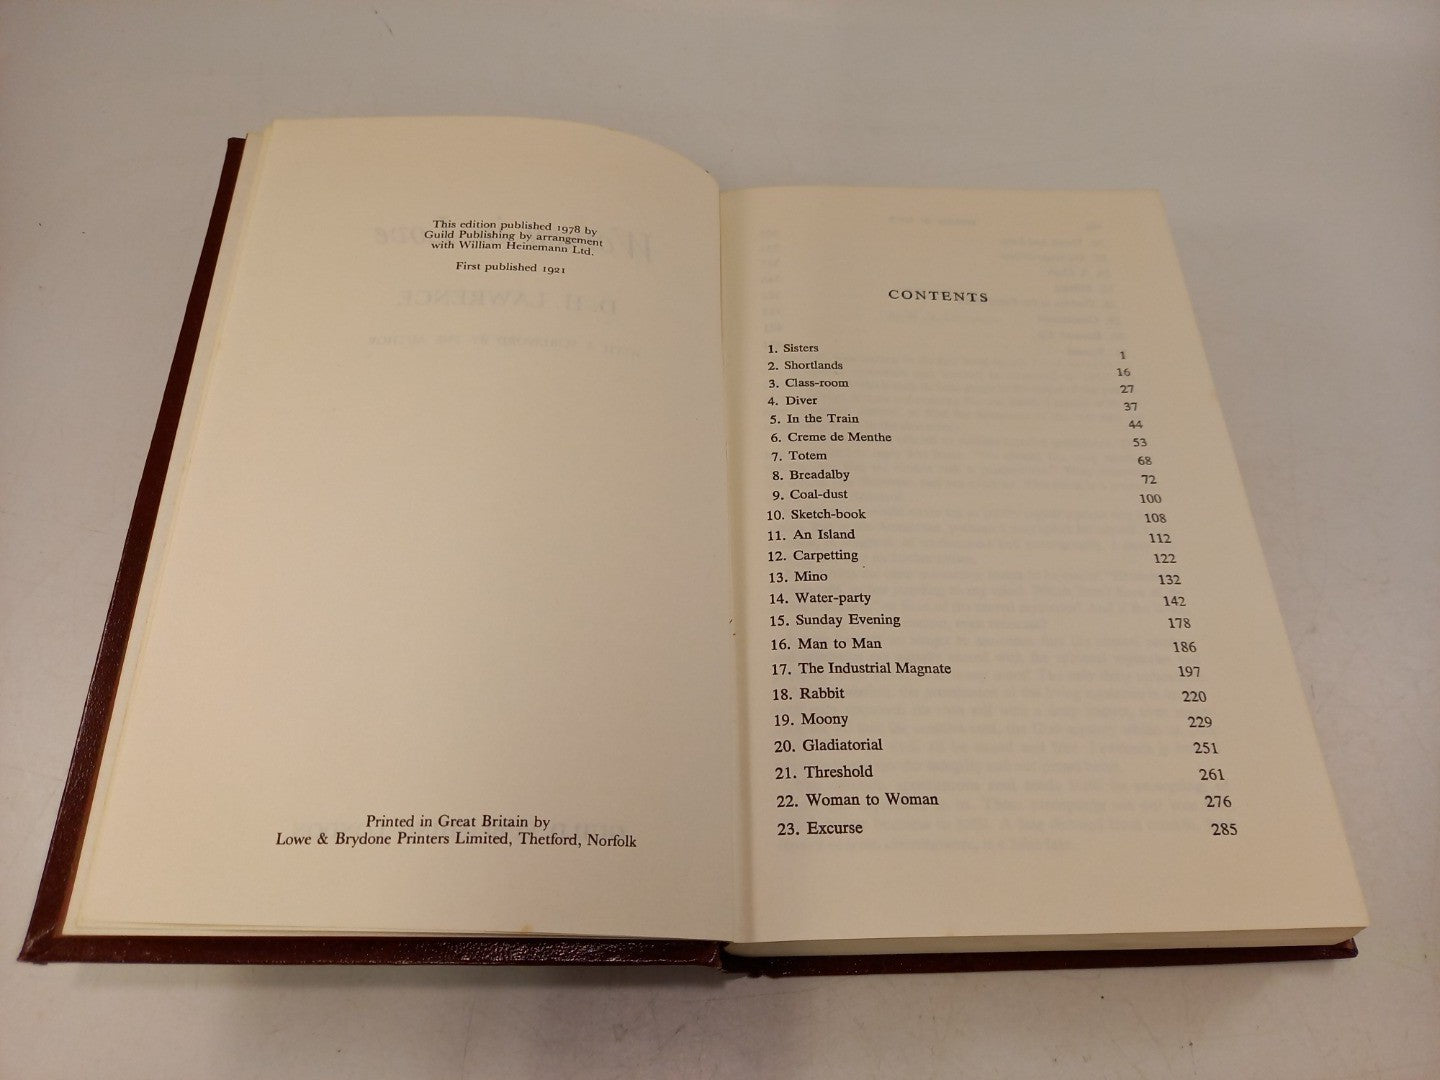 This edition published 1978 by
Guild Publishing by arrangement
with William Heinemann Ltd.
First published 1921
Printed in Great Britain by
Lowe & Brydone Printers Limited, Thetford, Norfolk
CONTENTS
1. Sisters 1
2. Shortlands 16
3. Class-room 27
4. Diver 37
5. In the Train 44
6. Creme de Menthe 53
7. Totem 68
8. Breadalby 72
9. Coal-dust 100
10. Sketch-book 108
11. An Island 112
12. Carpetting 122
13. Mino 132
14. Water-party 142
15. Sunday Evening 178
16. Man to Man 186
17. The Industrial Magnate 197
18. Rabbit 220
19. Moony 229
20. Gladiatorial 251
21. Threshold 261
22. Woman to Woman 276
23. Excurse 285